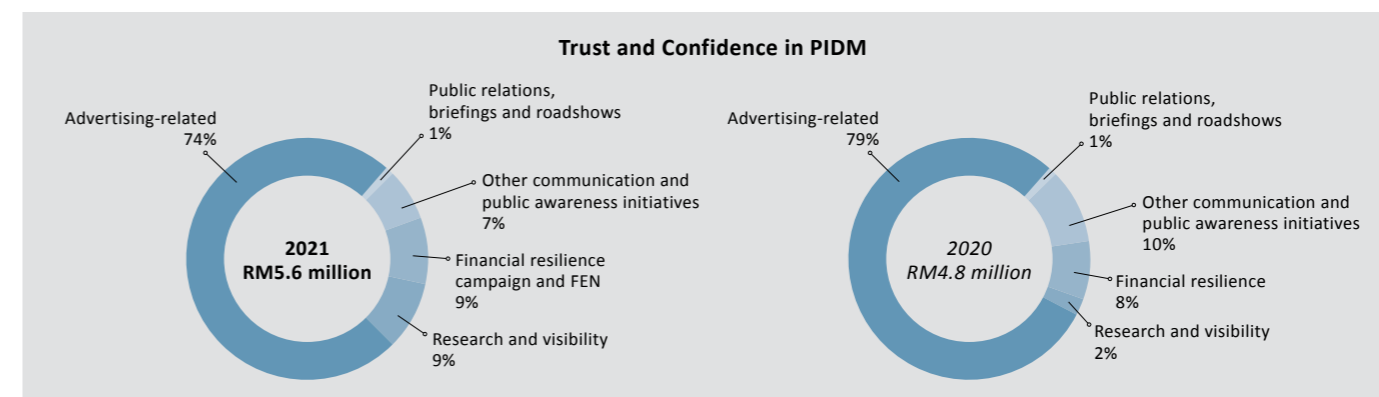 Trust and Confidence in PIDM
Advertising-related
74%
Public relations,
briefings and roadshows
1%
Other communication and
public awareness initiatives
7%
Financial resilience
campaign and FEN
9%
Research and visibility
9%
2021
RM5.6 million
Advertising-related
79%
Public relations,
briefings and roadshows
1%
Other communication and
public awareness initiatives
10%
Financial resilience
8%
Research and visibility
2%
2020
RM4.8 million